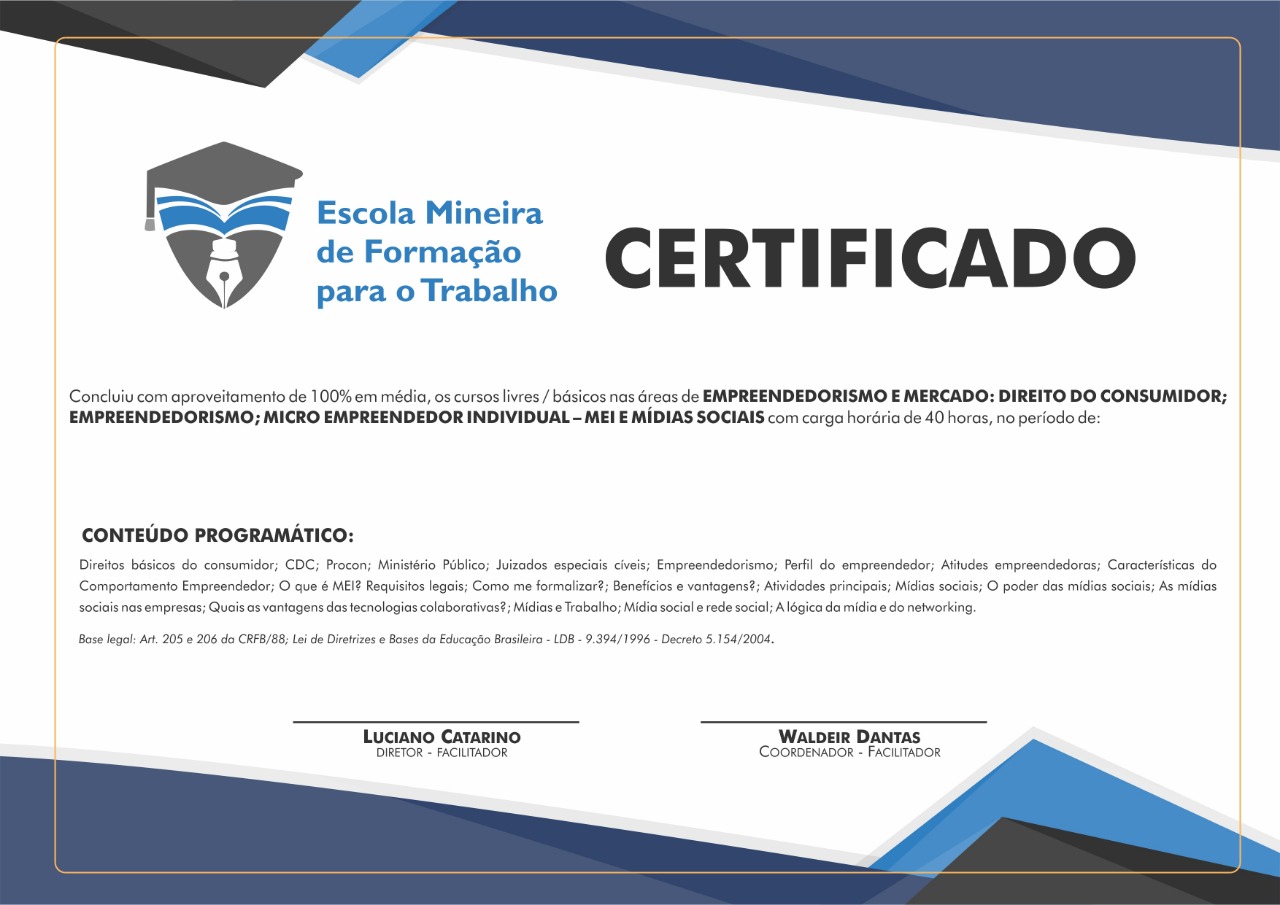 Escola Mineira
de Formação
para o Trabalho
CERTIFICADO
Concluiu com aproveitamento de 100% em média, os cursos livres / básicos nas áreas de EMPREENDEDORISMO E MERCADO: DIREITO DO CONSUMIDOR;
EMPREENDEDORISMO; MICRO EMPREENDEDOR INDIVIDUAL – MEI E MÍDIAS SOCIAIS com carga horária de 40 horas, no período de:
CONTEÚDO PROGRAMÁTICO:
Direitos básicos do consumidor; CDC; Procon; Ministério Público; Juizados especiais cíveis; Empreendedorismo; Perfil do empreendedor; Atitudes empreendedoras; Características do
Comportamento Empreendedor; O que é MEI? Requisitos legais; Como me formalizar?; Benefícios e vantagens?; Atividades principais; Mídias sociais; O poder das mídias sociais; As mídias
sociais nas empresas; Quais as vantagens das tecnologias colaborativas?; Mídias e Trabalho; Mídia social e rede social; A lógica da mídia e do networking.
Base legal: Art. 205 e 206 da CRFB/88; Lei de Diretrizes e Bases da Educação Brasileira - LDB - 9.394/1996 - Decreto 5.154/2004.
LUCIANO CATARINO
DIRETOR - FACILITADOR
WALDEIR DANTAS
COORDENADOR - FACILITADOR